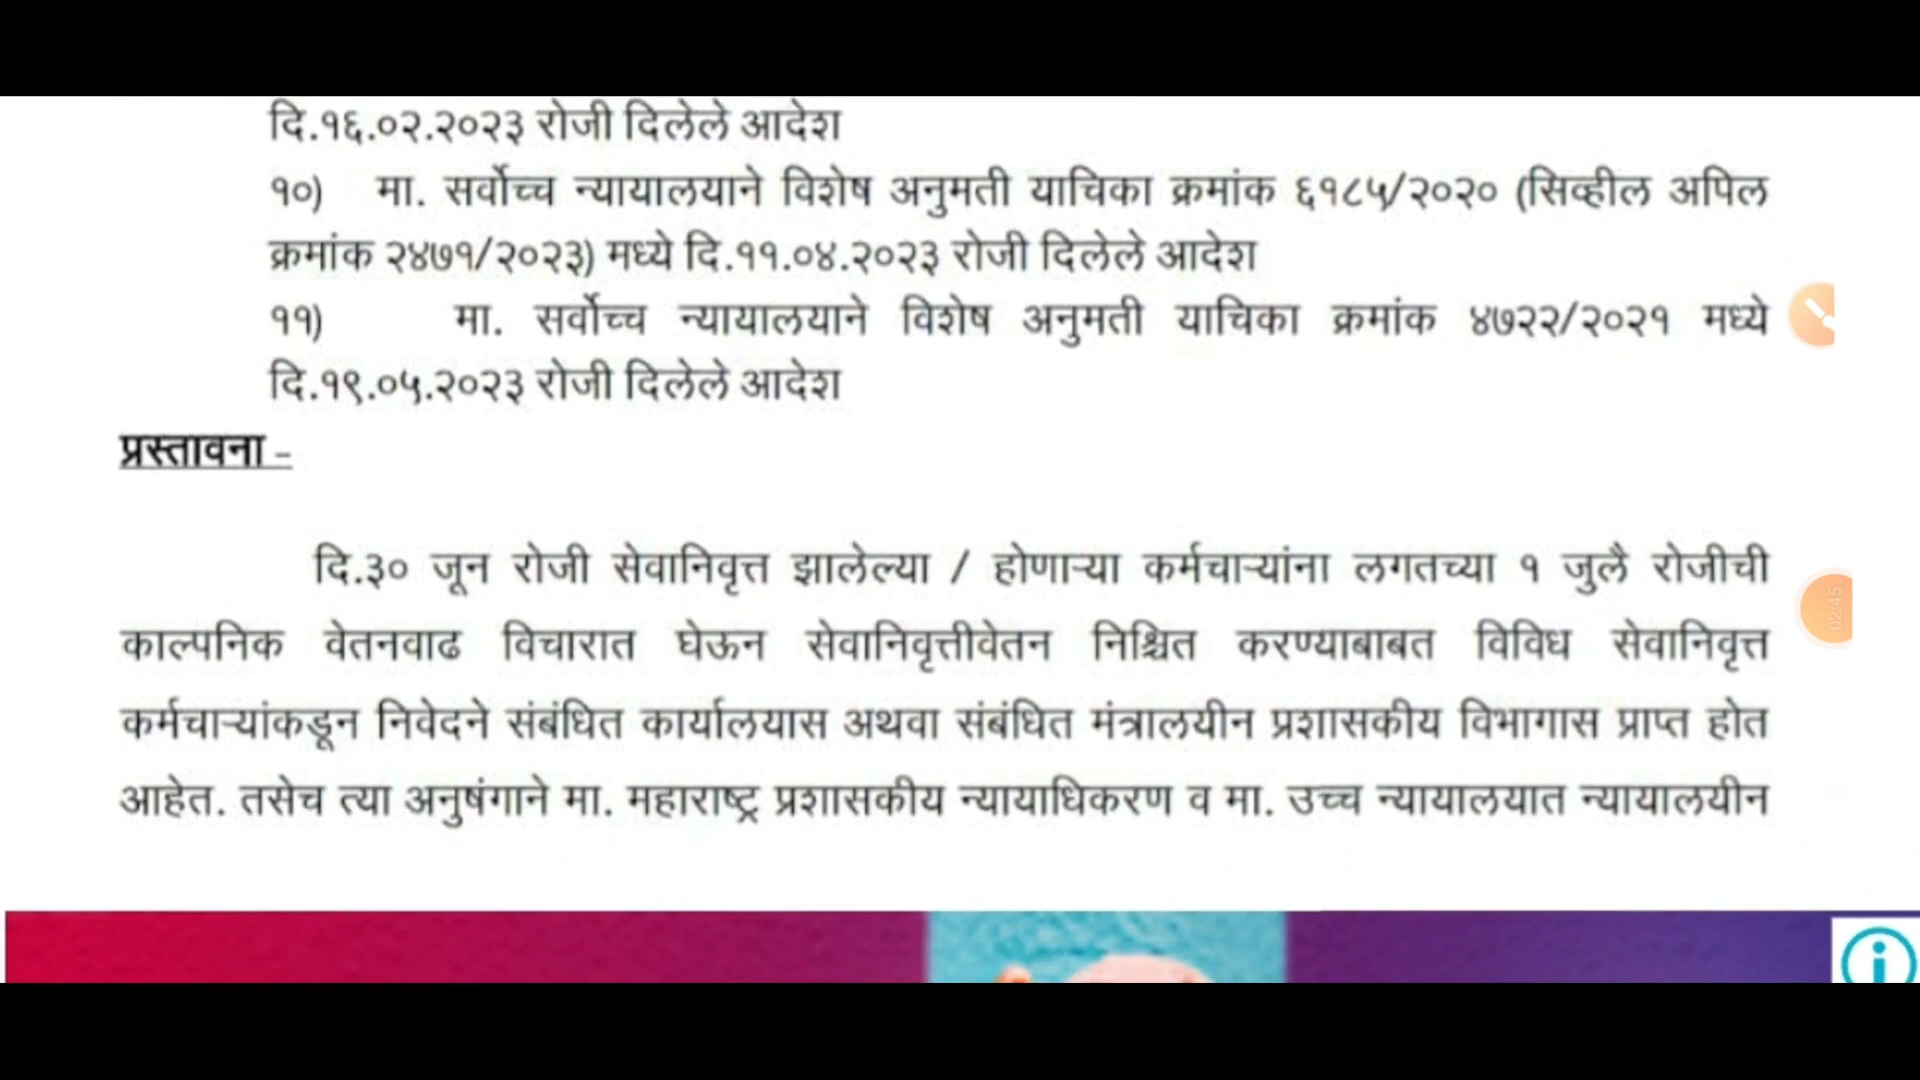 दि.१६.०२.२०२३ रोजी दिलेले आदेश
१०) मा. सर्वोच्च न्यायालयाने विशेष अनुमती याचिका क्रमांक ६१८५/२०२० (सिव्हील अपिल
क्रमांक २४७१/२०२३) मध्ये दि.११.०४.२०२३ रोजी दिलेले आदेश
११) मा. सर्वोच्च न्यायालयाने विशेष अनुमती याचिका क्रमांक ४७२२/२०२१ मध्ये
दि.१९.०५.२०२३ रोजी दिलेले आदेश
प्रस्तावना -
दि.३० जून रोजी सेवानिवृत्त झालेल्या / होणाऱ्या कर्मचाऱ्यांना लगतच्या १ जुलै रोजीची
काल्पनिक वेतनवाढ विचारात घेऊन सेवानिवृत्तीवेतन निश्चित करण्याबाबत विविध सेवानिवृत्त
कर्मचाऱ्यांकडून निवेदने संबंधित कार्यालयास अथवा संबंधित मंत्रालयीन प्रशासकीय विभागास प्राप्त होत
आहेत. तसेच त्या अनुषंगाने मा. महाराष्ट्र प्रशासकीय न्यायाधिकरण व मा. उच्च न्यायालयात न्यायालयीन
02:45